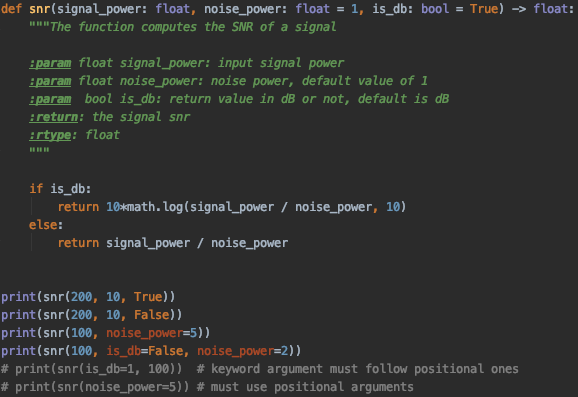 def snr(signal_power: float, noise_power: float = 1, is_db: bool = True) -> float:
    """The function computes the SNR of a signal

    :param float signal_power: input signal power
    :param float noise_power: noise power, default value of 1
    :param  bool is_db: return value in dB or not, default is dB
    :return: the signal snr
    :rtype: float
    """

    if is_db:
        return 10*math.log(signal_power / noise_power, 10)
    else:
        return signal_power / noise_power


print(snr(200, 10, True))
print(snr(200, 10, False))
print(snr(100, noise_power=5))
print(snr(100, is_db=False, noise_power=2))
# print(snr(is_db=1, 100))  # keyword argument must follow positional ones
# print(snr(noise_power=5)) # must use positional arguments